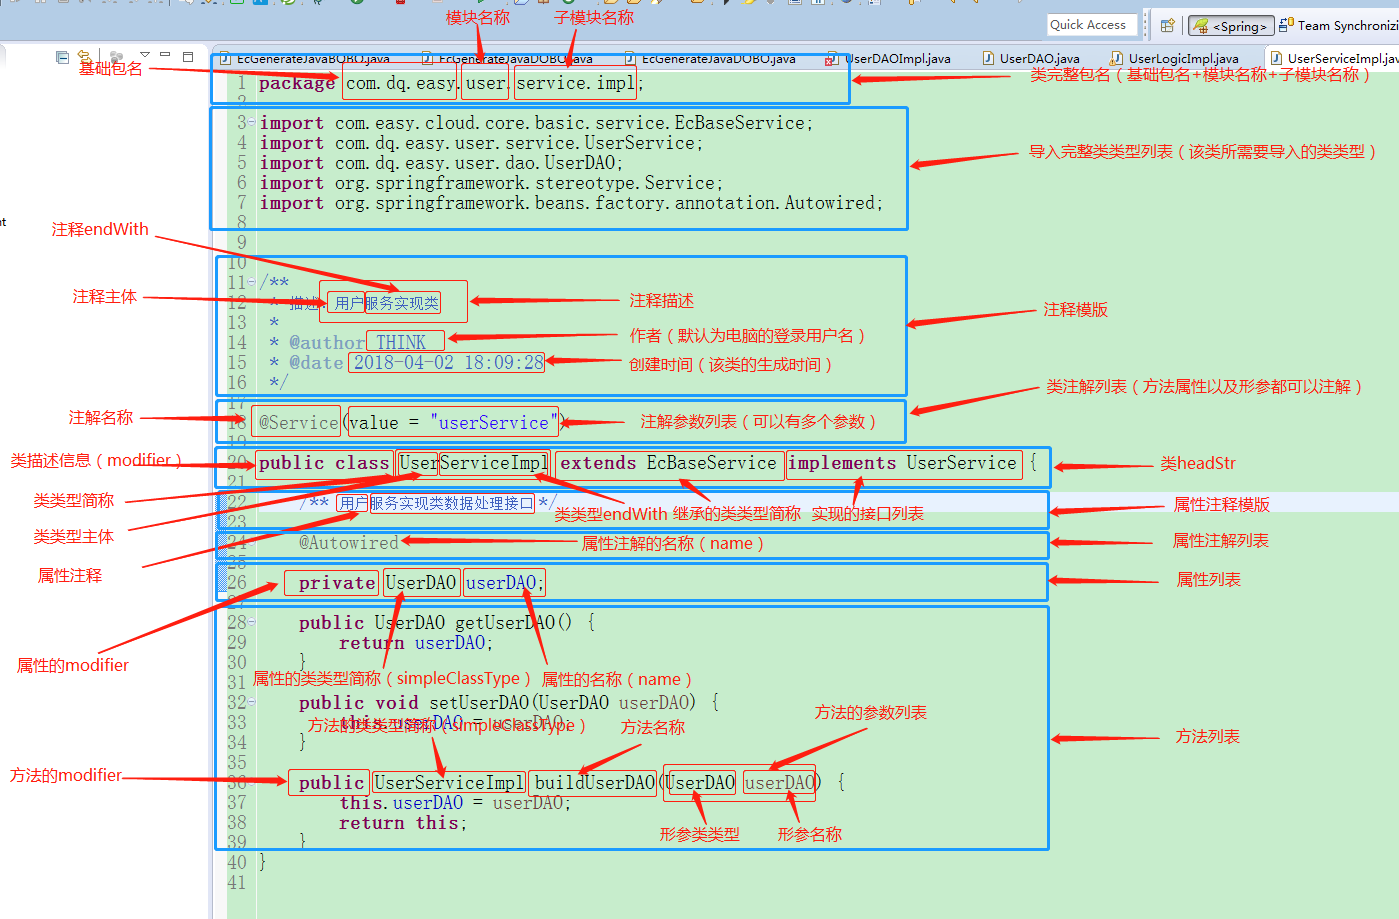 模块名称 子模块名称
Quick Access <Spring> Team Synchronizi
EcGenerateJavaBOBO.java EcGenerateJavaDOBO.java EcGenerateJavaDOBO.java UserDAOImpl.java UserDAO.java UserLogicImpl.java UserServiceImpl.jav
基础包名
类完整包名（基础包名+模块名称+子模块名称）
1 package com.dq.easy.user.service.impl;
2
3 import com.easy.cloud.core.basic.service.EcBaseService;
4 import com.dq.easy.user.service.UserService;
导入完整类类型列表（该类所需要导入的类类型）
5 import com.dq.easy.user.dao.UserDAO;
6 import org.springframework.stereotype.Service;
7 import org.springframework.beans.factory.annotation.Autowired;
8
nt
注释endWith
9
10
11 /**
注释主体
12 * 描述：用户服务实现类
注释描述
注释模版
13 *
14 * @author THINK
作者（默认为电脑的登录用户名）
15 * @date 2018-04-02 18:09:28
创建时间（该类的生成时间）
16 */
类注解列表（方法属性以及形参都可以注解）
17
注解名称
18 @Service(value = "userService")
注解参数列表（可以有多个参数）
19
类描述信息（modifier）
20 public class UserServiceImpl extends EcBaseService implements UserService {
类headStr
21
类类型简称
22 /** 用户服务实现类数据处理接口 */
属性注释模版
类类型endWith 继承的类类型简称 实现的接口列表
23
类类型主体
24 @Autowired
属性注解的名称（name）
属性注解列表
25
属性注释
26 private UserDAO userDAO;
属性列表
27
28 public UserDAO getUserDAO() {
29 return userDAO;
30 }
属性的modifier
属性的类类型简称（simpleClassType） 属性的名称（name）
31
32 public void setUserDAO(UserDAO userDAO) {
33 this.userDAO = userDAO;
方法的类类型简称（simpleClassType） 方法名称 方法的参数列表
34 }
方法列表
35
方法的modifier
36 public UserServiceImpl buildUserDAO(UserDAO userDAO) {
37 this.userDAO = userDAO;
38 return this;
形参类类型 形参名称
39 }
40 }
41